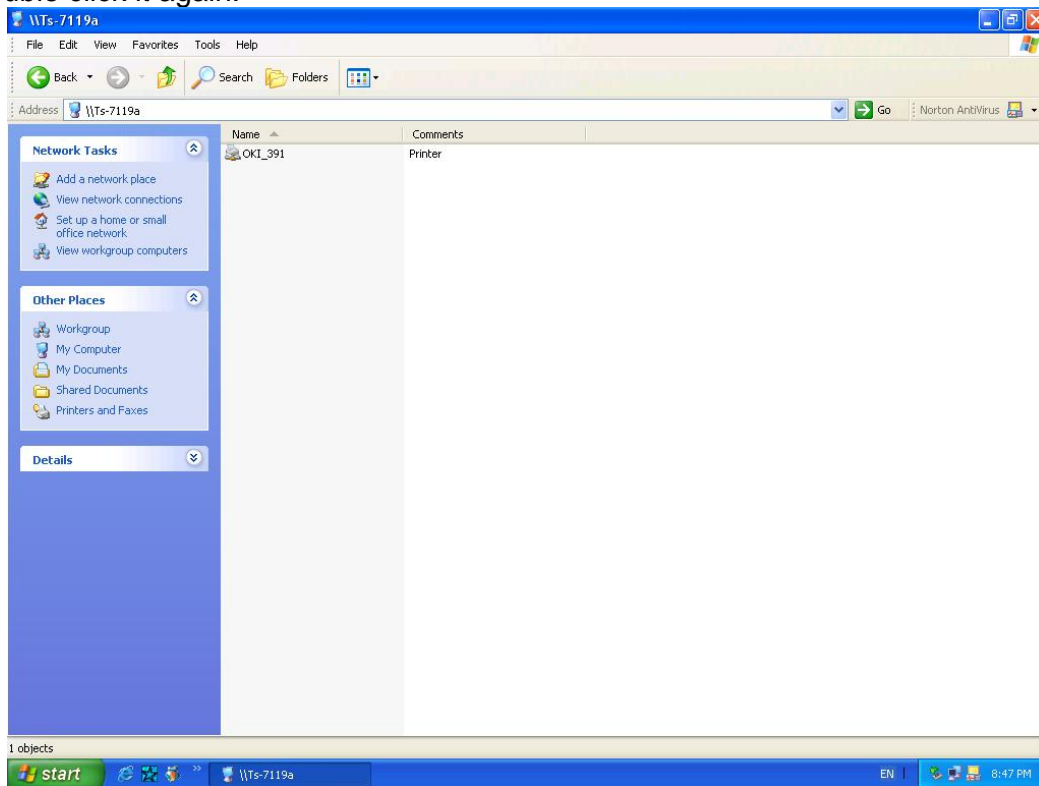 click it again.
\\Ts-7119a
File Edit View Favorites Tools Help
Back Search Folders
Address \\Ts-7119a Go Norton AntiVirus
Name Comments
Network Tasks
Add a network place
View network connections
Set up a home or small
office network
View workgroup computers
OKI_391 Printer
Other Places
Workgroup
My Computer
My Documents
Shared Documents
Printers and Faxes
Details
1 objects
start \\Ts-7119a EN 8:47 PM